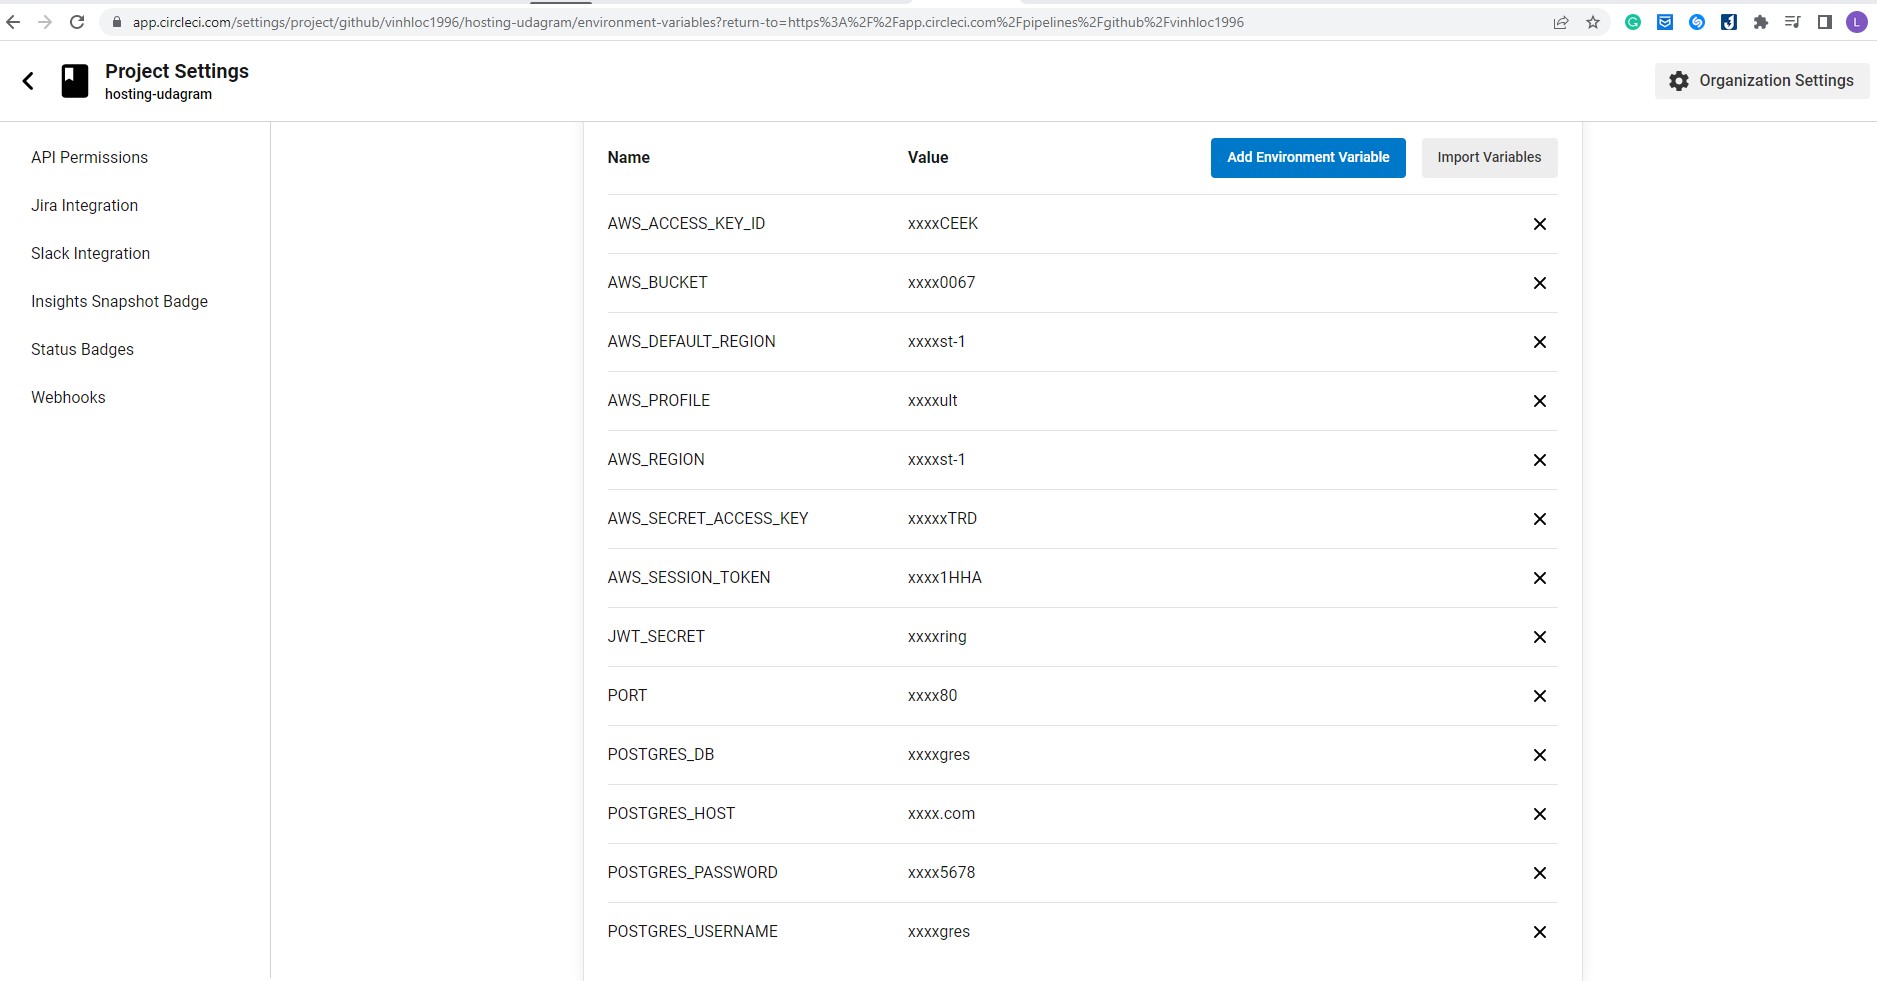 app.circleci.com/settings/project/github/vinhloc1996/hosting-udagram/environment-variables?return-to=https%3A%2F%2Fapp.circleci.com%2Fpipelines%2Fgithub%2Fvinhloc1996
L
Project Settings
hosting-udagram
Organization Settings
API Permissions
Jira Integration
Slack Integration
Insights Snapshot Badge
Status Badges
Webhooks
Name Value Add Environment Variable Import Variables
AWS_ACCESS_KEY_ID xxxxCEEK
AWS_BUCKET xxxx0067
AWS_DEFAULT_REGION xxxxst-1
AWS_PROFILE xxxxult
AWS_REGION xxxxst-1
AWS_SECRET_ACCESS_KEY xxxxxTRD
AWS_SESSION_TOKEN xxxx1HHA
JWT_SECRET xxxxring
PORT xxxx80
POSTGRES_DB xxxxgres
POSTGRES_HOST xxxx.com
POSTGRES_PASSWORD xxxx5678
POSTGRES_USERNAME xxxxgres